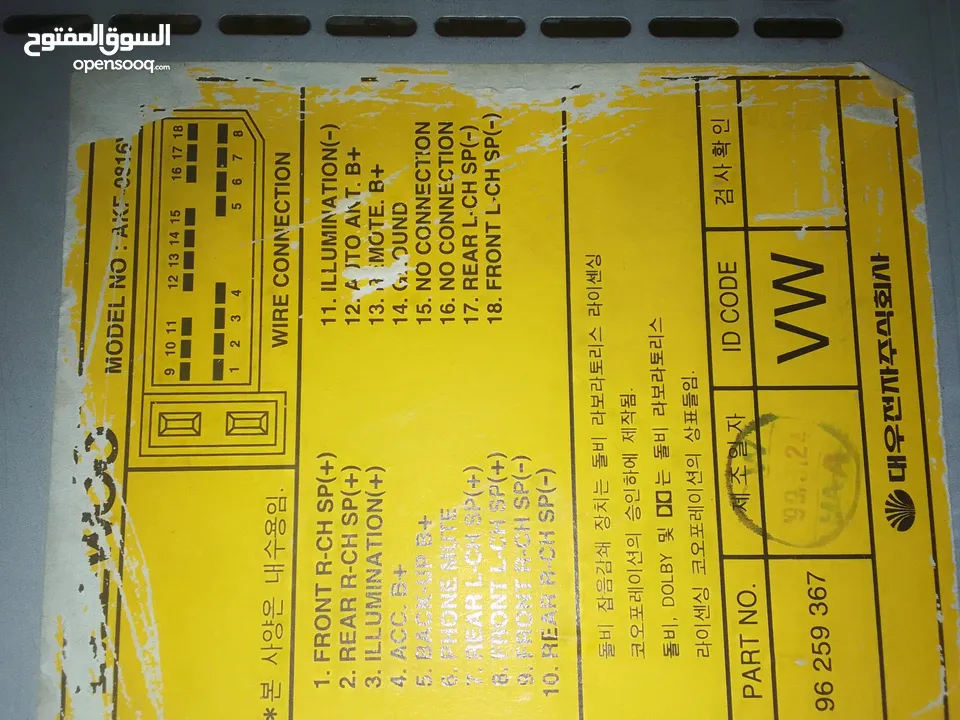 السوق المفتوح
opensooq.com
MODEL NO : AKF-0816
9 10 11 12 13 14 15 16 17 18
1 2 3 4 5 6 7 8
WIRE CONNECTION
*본 사양은 내수용임.
1. FRONT R-CH SP(+)
2. REAR R-CH SP(+)
3. ILLUMINATION(+)
4. ACC. B+
5. BACK-UP B+
6. PHONE MUTE
7. REAR L-CH SP(+)
8. FRONT L-CH SP(+)
9. FRONT R-CH SP(-)
10. REAR R-CH SP(-)
11. ILLUMINATION(-)
12. AUTO ANT. B+
13. REMOTE. B+
14. GROUND
15. NO CONNECTION
16. NO CONNECTION
17. REAR L-CH SP(-)
18. FRONT L-CH SP(-)
돌비 잡음감쇄 장치는 돌비 라보라토리스 라이센싱
코오포레이션의 승인하에 제작됨.
돌비, DOLBY 및 는 돌비 라보라토리스
라이센싱 코오포레이션의 상표들임.
PART NO. 제조일자 ID CODE 검사확인
96 259 367 VW
대우전자주식회사